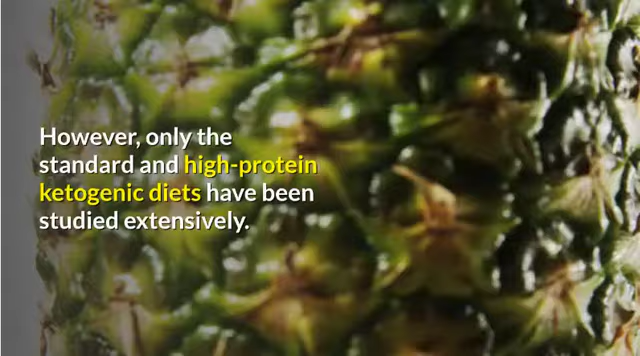 However, only the
standard and high-protein
ketogenic diets have been
studied extensively.